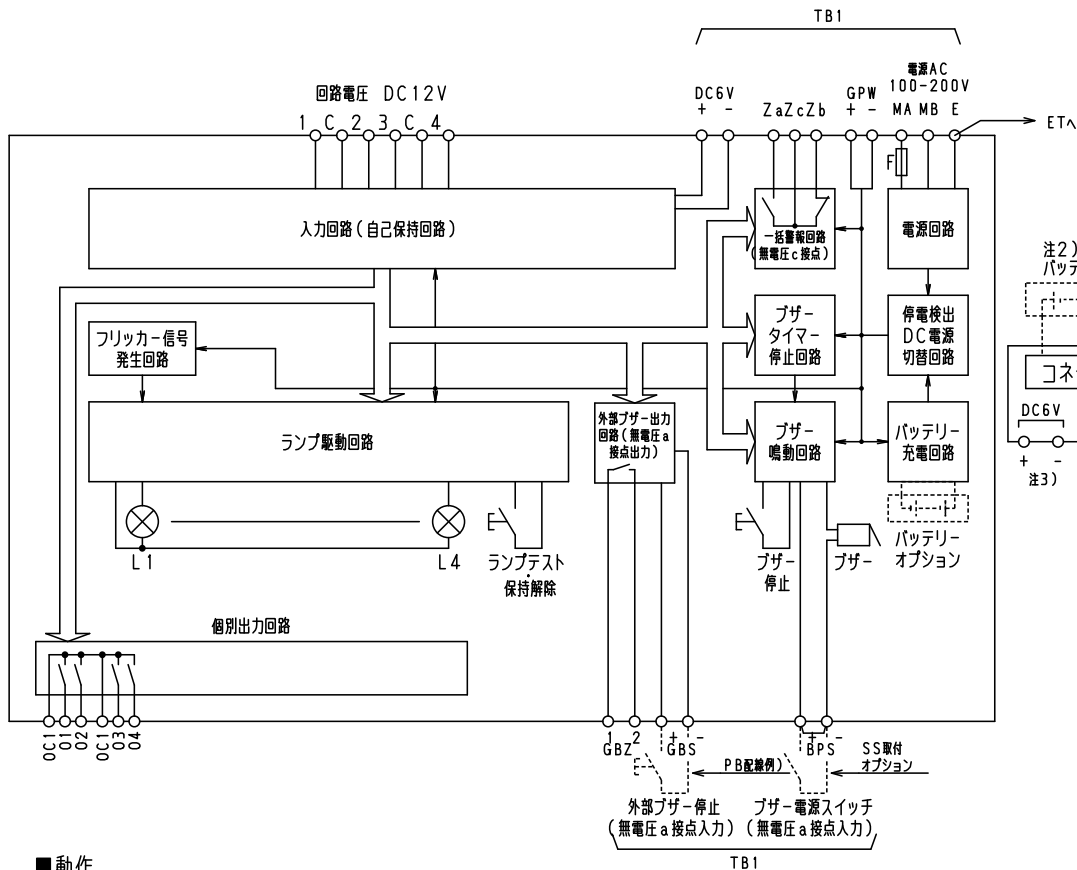 TB1
回路電圧 DC12V
1 C 2 3 C 4
DC6V
+ -
Za Zc Zb
GPW
+ -
電源AC
100-200V
MA MB E
ETへ
F
入力回路(自己保持回路)
一括警報回路
(無電圧c接点)
電源回路
注2)
バッテ
フリッカー信号
発生回路
ブザー
タイマー
停止回路
停電検出
DC電源
切替回路
コネ
DC6V
+ -
注3)
ランプ駆動回路
外部ブザー出力
回路(無電圧a
接点出力)
ブザー
鳴動回路
バッテリー
充電回路
L1
L4
ランプテスト
・
保持解除
ブザー
停止
ブザー
バッテリー
オプション
個別出力回路
OC1
O1
O2
OC1
O3
O4
1 2
GBZ
+ -
GBS
+ -
BPS
SS取付
オプション
PB配線例)
外部ブザー停止
(無電圧a接点入力)
ブザー電源スイッチ
(無電圧a接点入力)
TB1
■動作